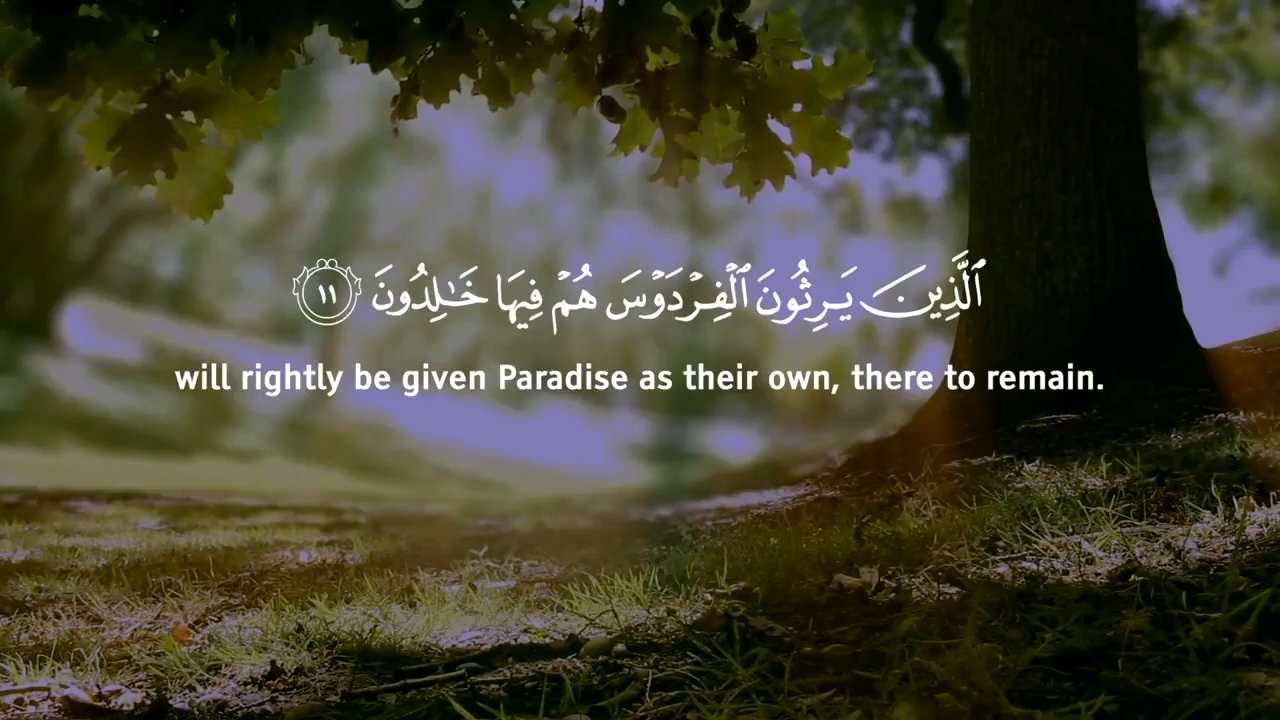 ٱلَّذِينَ يَرِثُونَ ٱلْفِرْدَوْسَ هُمْ فِيهَا خَـٰلِدُونَ ١١
will rightly be given Paradise as their own, there to remain.